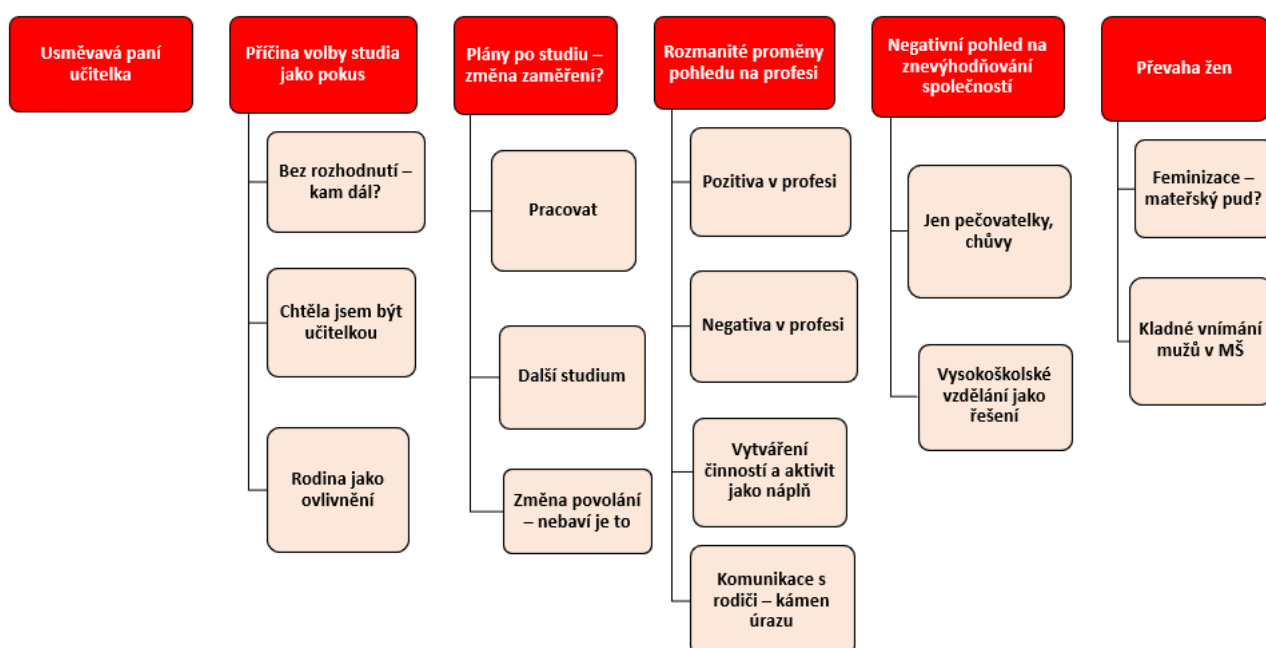 Usměvavá paní
učitelka
Příčina volby studia
jako pokus
Bez rozhodnutí –
kam dál?
Chtěla jsem být
učitelkou
Rodina jako
ovlivnění
Plány po studiu –
změna zaměření?
Pracovat
Další studium
Změna povolání
– nebaví je to
Rozmanité proměny
pohledu na profesi
Pozitiva v profesi
Negativa v profesi
Vytváření
činností a aktivit
jako náplň
Komunikace s
rodiči – kámen
úrazu
Negativní pohled na
znevýhodňování
společností
Jen pečovatelky,
chůvy
Vysokoškolské
vzdělání jako
řešení
Převaha žen
Feminizace –
mateřský pud?
Kladné vnímání
mužů v MŠ